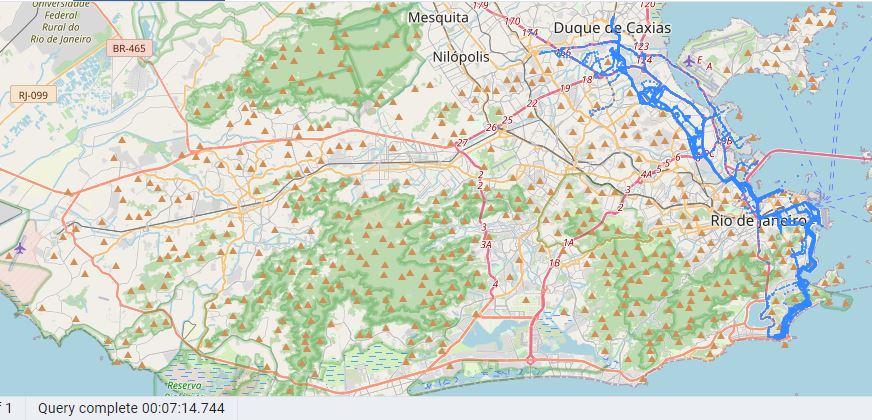 Universidade
Federal
Rural do
Rio de Janeiro
BR-465
RJ-099
Mesquita
Nilópolis
Duque de Caxias
Rio de Janeiro
179
170
174
120
123
124
18
19
22
25
26
27
2
2
3
3A
4
1A
1B
2
3
4A
5
5
6
E
A
Reserva
f 1
Query complete 00:07:14.744